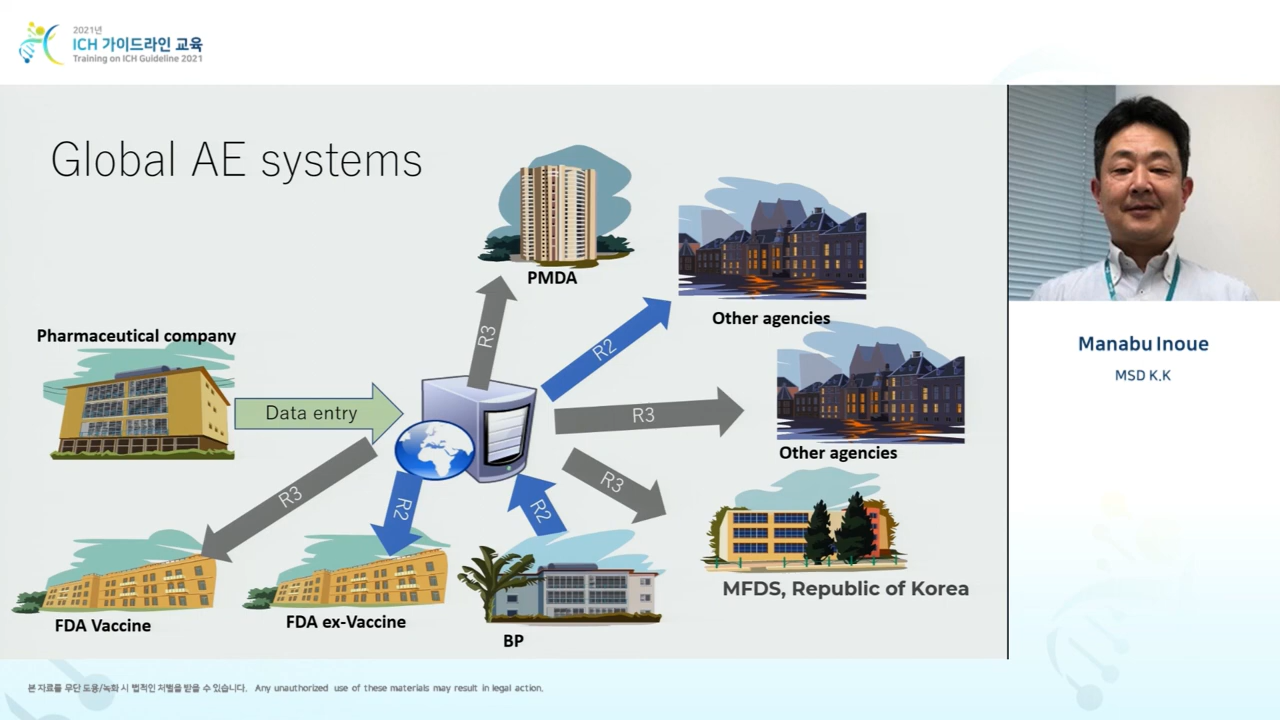 2021년
ICH 가이드라인 교육
Training on ICH Guideline 2021
Global AE systems
PMDA
Other agencies
Pharmaceutical company
R3
R2
Data entry
R3
Other agencies
R3
R3
R2
R2
MFDS, Republic of Korea
FDA Vaccine
FDA ex-Vaccine
BP
Manabu Inoue
MSD K.K
본 자료를 무단 도용/녹화 시 법적인 처벌을 받을 수 있습니다. Any unauthorized use of these materials may result in legal action.